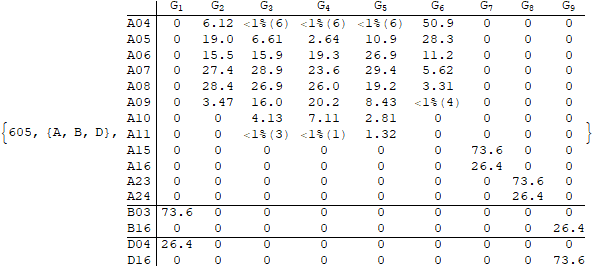 G1 G2 G3 G4 G5 G6 G7 G8 G9
A04 0 6.12 <1%(6) <1%(6) <1%(6) 50.9 0 0 0
A05 0 19.0 6.61 2.64 10.9 28.3 0 0 0
A06 0 15.5 15.9 19.3 26.9 11.2 0 0 0
A07 0 27.4 28.9 23.6 29.4 5.62 0 0 0
A08 0 28.4 26.9 26.0 19.2 3.31 0 0 0
A09 0 3.47 16.0 20.2 8.43 <1%(4) 0 0 0
A10 0 0 4.13 7.11 2.81 0 0 0 0
{605, {A, B, D}, A11 0 0 <1%(3) <1%(1) 1.32 0 0 0 0 }
A15 0 0 0 0 0 0 73.6 0 0
A16 0 0 0 0 0 0 26.4 0 0
A23 0 0 0 0 0 0 0 73.6 0
A24 0 0 0 0 0 0 0 26.4 0
B03 73.6 0 0 0 0 0 0 0 0
B16 0 0 0 0 0 0 0 0 26.4
D04 26.4 0 0 0 0 0 0 0 0
D16 0 0 0 0 0 0 0 0 73.6